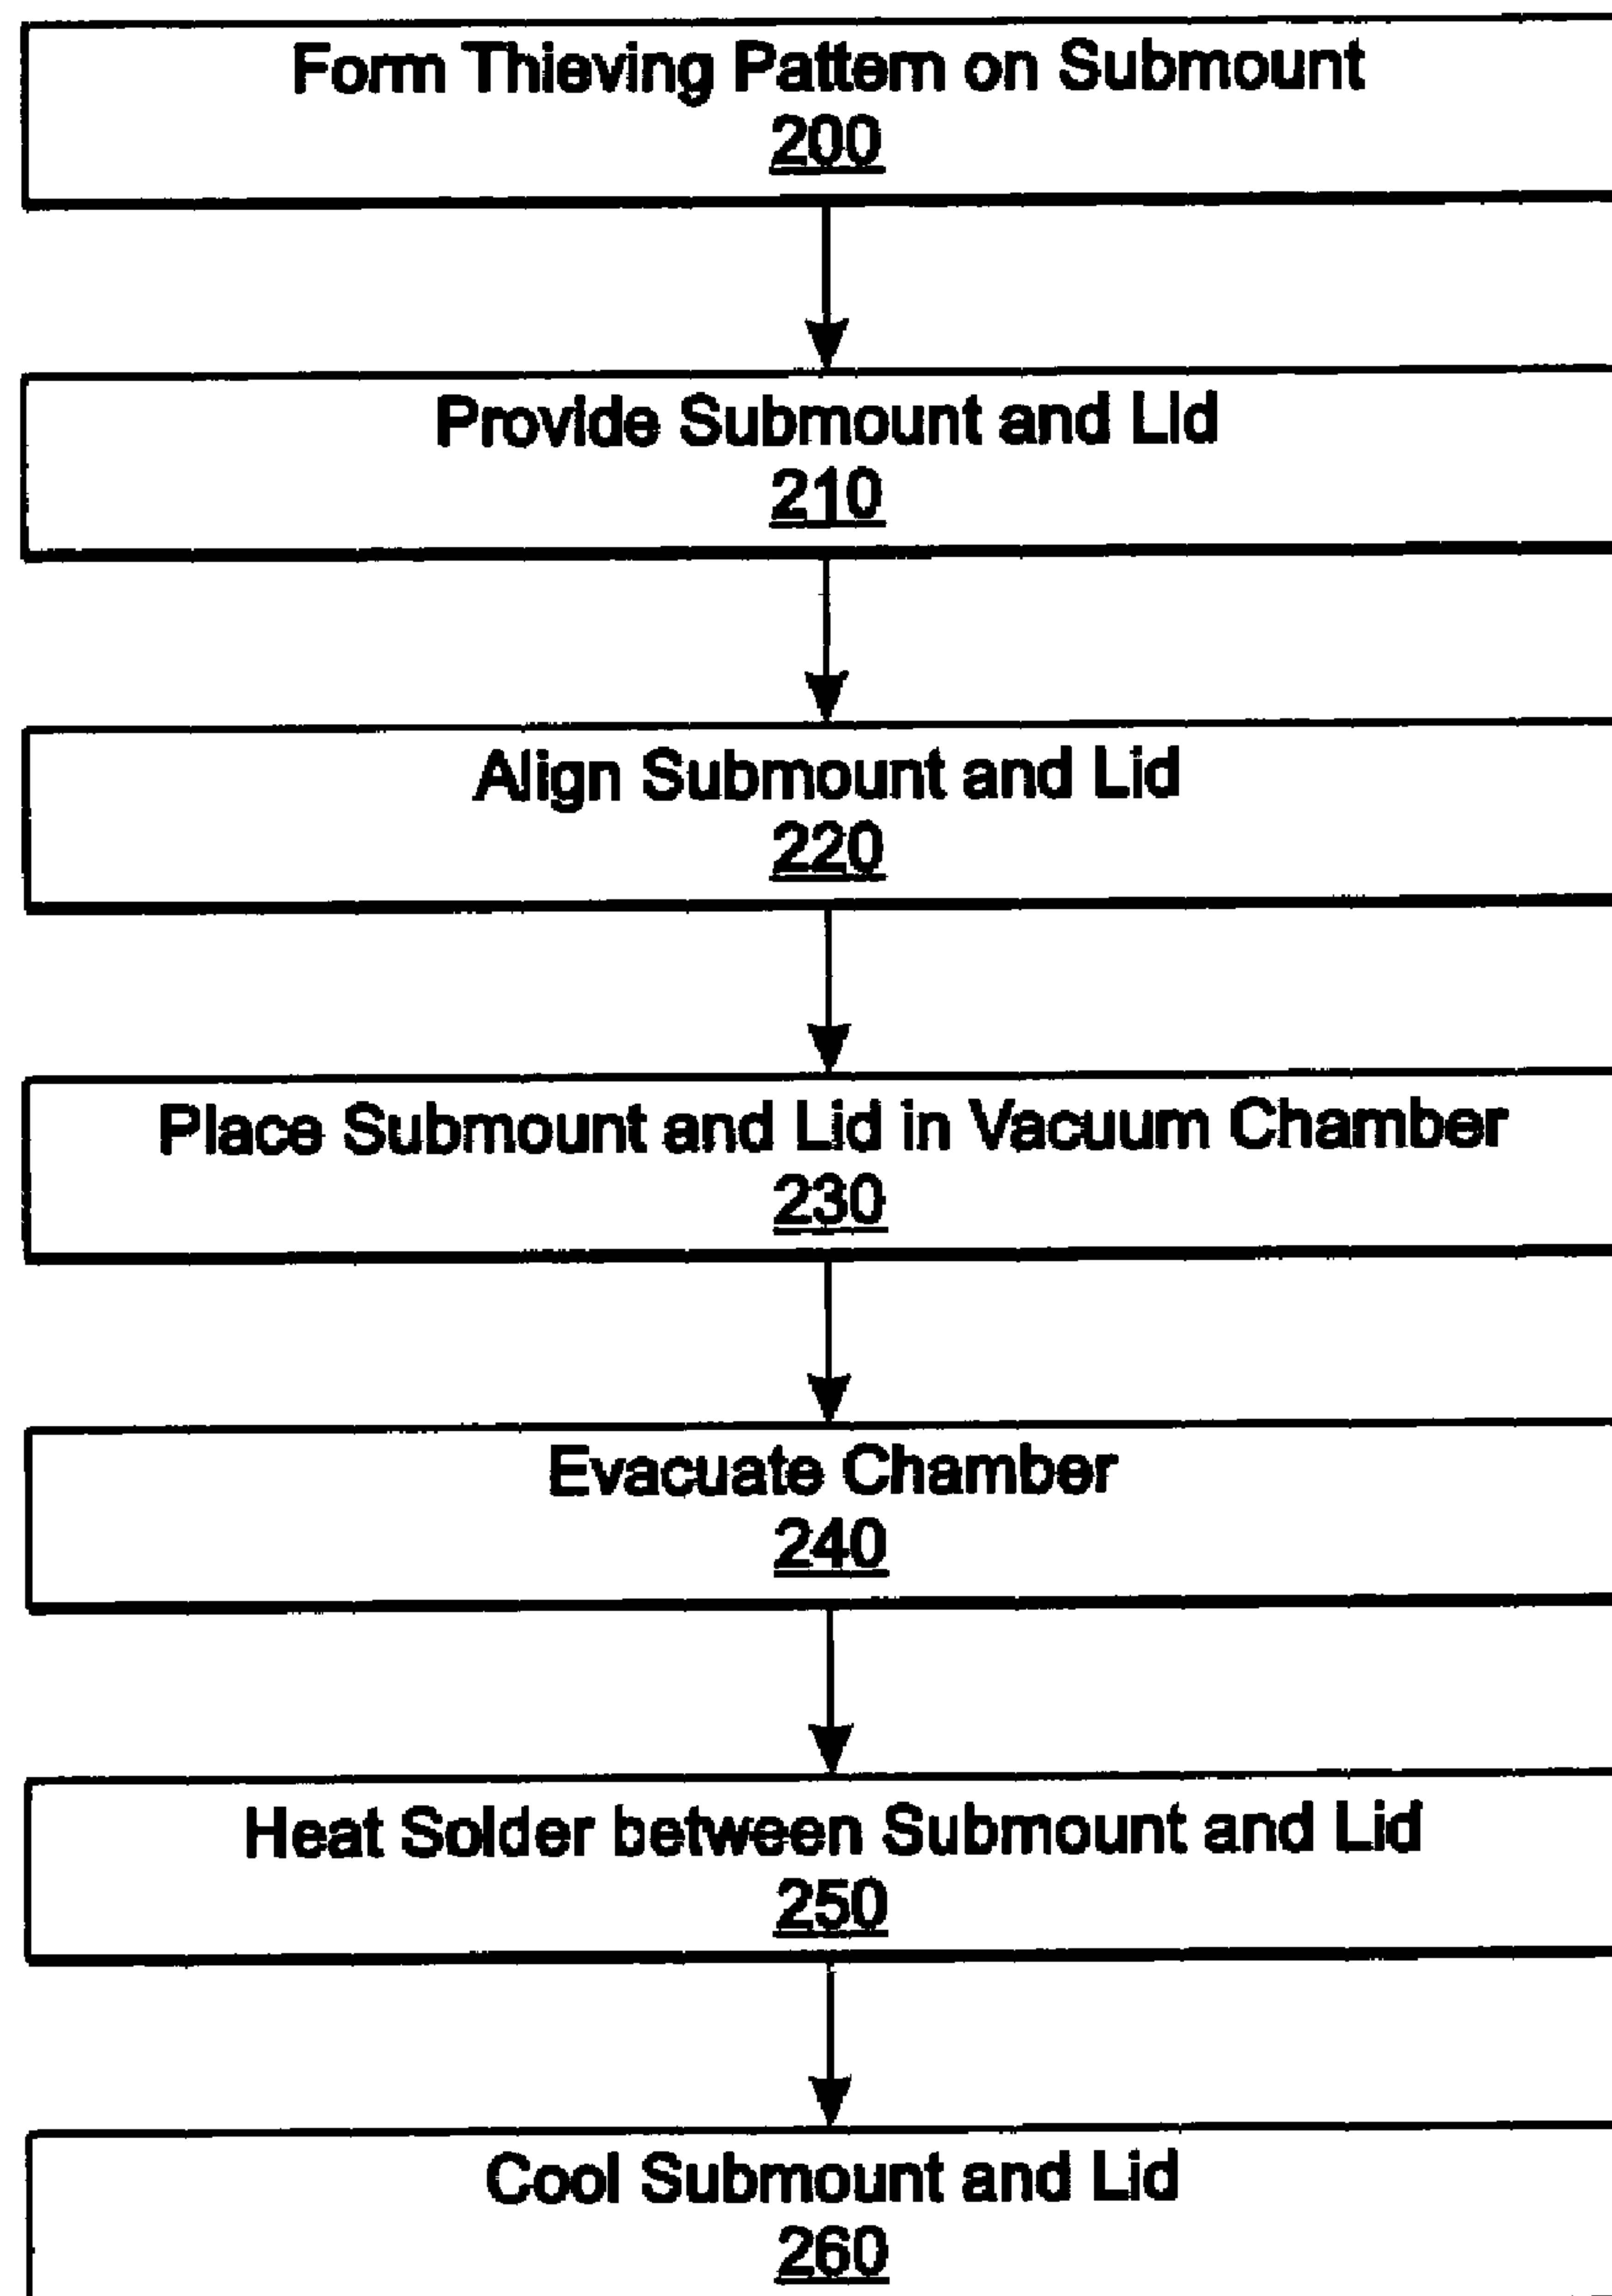 Form Thieving Pattern on Submount
200
Provide Submount and Lid
210
Align Submount and Lid
220
Place Submount and Lid in Vacuum Chamber
230
Evacuate Chamber
240
Heat Solder between Submount and Lid
250
Cool Submount and Lid
260